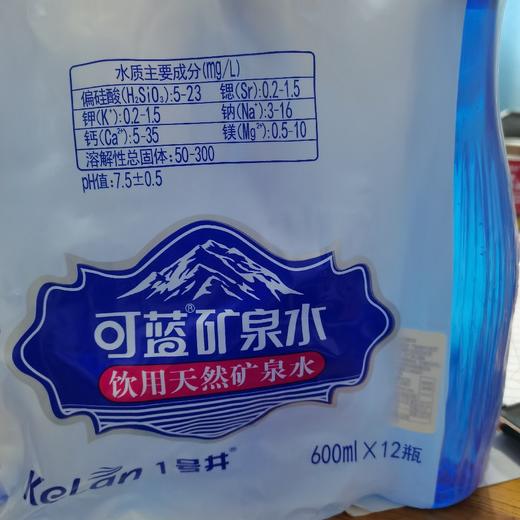 水质主要成分(mg/L)
偏硅酸(H₂SiO₃):5-23 锶(Sr):0.2-1.5
钾(K⁺):0.2-1.5 钠(Na⁺):3-16
钙(Ca²⁺):5-35 镁(Mg²⁺):0.5-10
溶解性总固体:50-300
pH值:7.5±0.5
可蓝®矿泉水
饮用天然矿泉水
KeLan 1号井®
600ml×12瓶